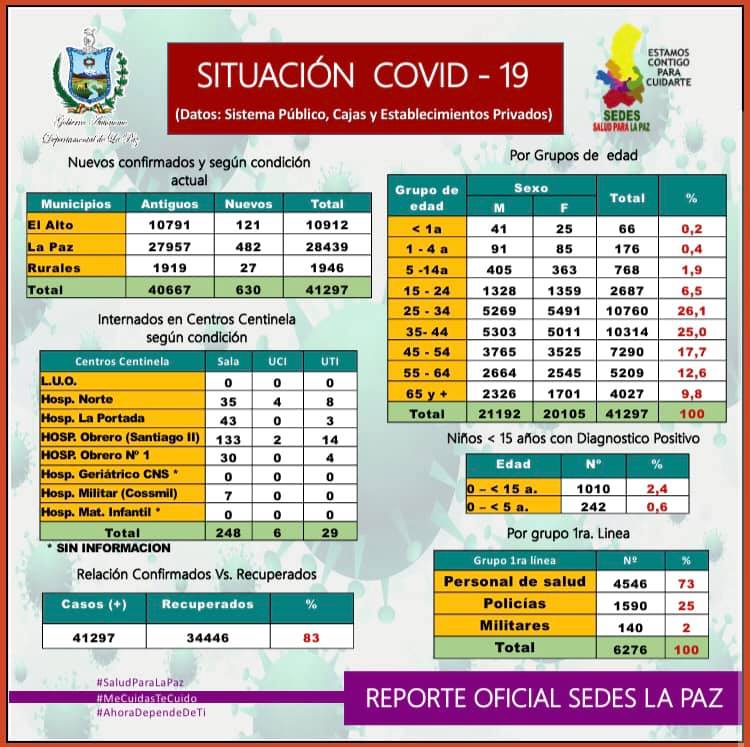 Gobierno Autonomo
Departamental de La Paz
SITUACIÓN COVID - 19
(Datos: Sistema Público, Cajas y Establecimientos Privados)
ESTAMOS
CONTIGO
PARA
CUIDARTE
SEDES
SALUD PARA LA PAZ
Nuevos confirmados y según condición
actual
Municipios Antiguos Nuevos Total
El Alto 10791 121 10912
La Paz 27957 482 28439
Rurales 1919 27 1946
Total 40667 630 41297
Internados en Centros Centinela
según condición
Centros Centinela Sala UCI UTI
L.U.O. 0 0 0
Hosp. Norte 35 4 8
Hosp. La Portada 43 0 3
HOSP. Obrero (Santiago II) 133 2 14
HOSP. Obrero Nº 1 30 0 4
Hosp. Geriátrico CNS * 0 0 0
Hosp. Militar (Cossmil) 7 0 0
Hosp. Mat. Infantil * 0 0 0
Total 248 6 29
* SIN INFORMACION
Relación Confirmados Vs. Recuperados
Casos (+) Recuperados %
41297 34446 83
Por Grupos de edad
Grupo de edad Sexo Total %
M F
< 1a 41 25 66 0,2
1 - 4 a 91 85 176 0,4
5 -14a 405 363 768 1,9
15 - 24 1328 1359 2687 6,5
25 - 34 5269 5491 10760 26,1
35- 44 5303 5011 10314 25,0
45 - 54 3765 3525 7290 17,7
55 - 64 2664 2545 5209 12,6
65 y + 2326 1701 4027 9,8
Total 21192 20105 41297 100
Niños < 15 años con Diagnostico Positivo
Edad Nº %
0 – < 15 a. 1010 2,4
0 – < 5 a. 242 0,6
Por grupo 1ra. Linea
Grupo 1ra línea Nº %
Personal de salud 4546 73
Policías 1590 25
Militares 140 2
Total 6276 100
#SaludParaLaPaz
#MeCuidasTeCuido
#AhoraDependeDeTi
REPORTE OFICIAL SEDES LA PAZ